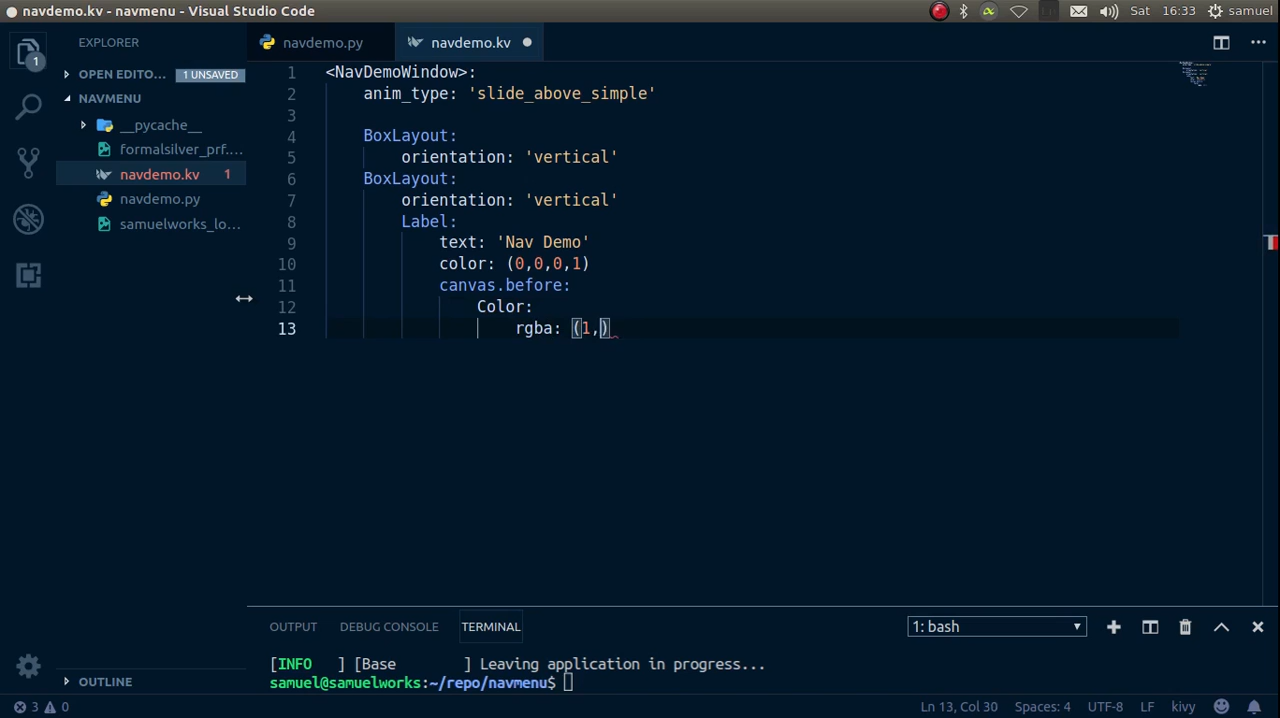 navdemo.kv - navmenu - Visual Studio Code
Sat 16:33 samuel
EXPLORER
navdemo.py
navdemo.kv
1
OPEN EDITO... 1 UNSAVED
NAVMENU
__pycache__
formalsilver_prf....
navdemo.kv 1
navdemo.py
samuelworks_lo...
1 <NavDemoWindow>:
2 anim_type: 'slide_above_simple'
3
4 BoxLayout:
5 orientation: 'vertical'
6 BoxLayout:
7 orientation: 'vertical'
8 Label:
9 text: 'Nav Demo'
10 color: (0,0,0,1)
11 canvas.before:
12 Color:
13 rgba: (1,)
OUTPUT DEBUG CONSOLE TERMINAL 1: bash
[INFO ] [Base ] Leaving application in progress...
samuel@samuelworks:~/repo/navmenu$
OUTLINE
3 0 Ln 13, Col 30 Spaces: 4 UTF-8 LF kivy